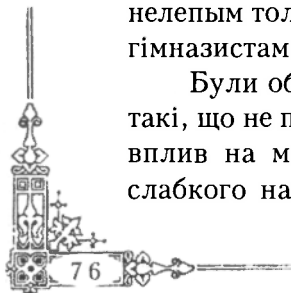 нелепым тол
гімназистам
Були об
такі, що не п
вплив на м
слабкого на
76